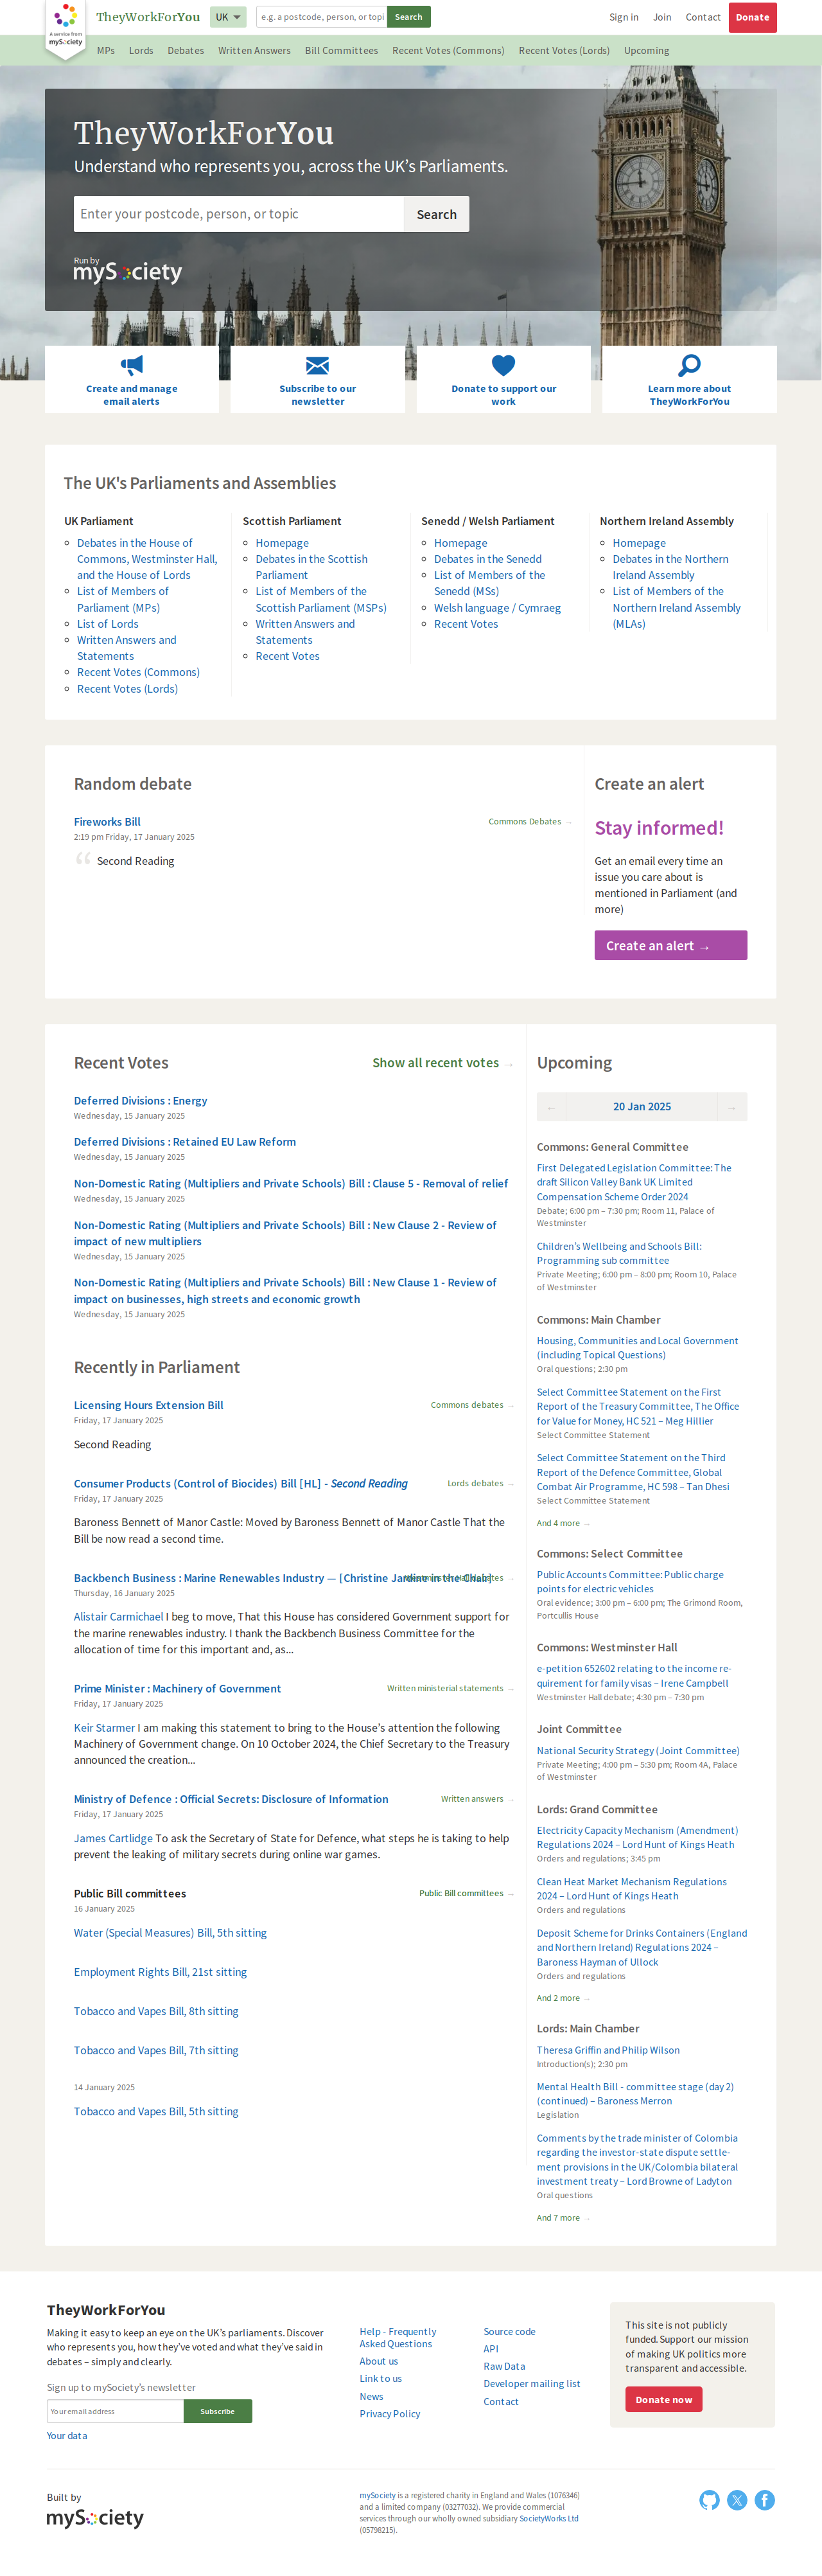 A service from
mySociety
TheyWorkForYou
UK
e.g. a postcode, person, or topi
Search
Sign in
Join
Contact
Donate
MPs
Lords
Debates
Written Answers
Bill Committees
Recent Votes (Commons)
Recent Votes (Lords)
Upcoming
TheyWorkForYou
Understand who represents you, across the UK’s Parliaments.
Enter your postcode, person, or topic
Search
Run by
mySociety
Create and manage
email alerts
Subscribe to our
newsletter
Donate to support our
work
Learn more about
TheyWorkForYou
The UK's Parliaments and Assemblies
UK Parliament
Debates in the House of
Commons, Westminster Hall,
and the House of Lords
List of Members of
Parliament (MPs)
List of Lords
Written Answers and
Statements
Recent Votes (Commons)
Recent Votes (Lords)
Scottish Parliament
Homepage
Debates in the Scottish
Parliament
List of Members of the
Scottish Parliament (MSPs)
Written Answers and
Statements
Recent Votes
Senedd / Welsh Parliament
Homepage
Debates in the Senedd
List of Members of the
Senedd (MSs)
Welsh language / Cymraeg
Recent Votes
Northern Ireland Assembly
Homepage
Debates in the Northern
Ireland Assembly
List of Members of the
Northern Ireland Assembly
(MLAs)
Random debate
Fireworks Bill
Commons Debates →
2:19 pm Friday, 17 January 2025
“ Second Reading
Create an alert
Stay informed!
Get an email every time an
issue you care about is
mentioned in Parliament (and
more)
Create an alert →
Recent Votes
Show all recent votes →
Deferred Divisions : Energy
Wednesday, 15 January 2025
Deferred Divisions : Retained EU Law Reform
Wednesday, 15 January 2025
Non-Domestic Rating (Multipliers and Private Schools) Bill : Clause 5 - Removal of relief
Wednesday, 15 January 2025
Non-Domestic Rating (Multipliers and Private Schools) Bill : New Clause 2 - Review of
impact of new multipliers
Wednesday, 15 January 2025
Non-Domestic Rating (Multipliers and Private Schools) Bill : New Clause 1 - Review of
impact on businesses, high streets and economic growth
Wednesday, 15 January 2025
Recently in Parliament
Licensing Hours Extension Bill
Commons debates →
Friday, 17 January 2025
Second Reading
Consumer Products (Control of Biocides) Bill [HL] - Second Reading
Lords debates →
Friday, 17 January 2025
Baroness Bennett of Manor Castle: Moved by Baroness Bennett of Manor Castle That the
Bill be now read a second time.
Backbench Business : Marine Renewables Industry — [Christine Jardine in the Chair]
Westminster Hall debates →
Thursday, 16 January 2025
Alistair Carmichael I beg to move, That this House has considered Government support for
the marine renewables industry. I thank the Backbench Business Committee for the
allocation of time for this important and, as...
Prime Minister : Machinery of Government
Written ministerial statements →
Friday, 17 January 2025
Keir Starmer I am making this statement to bring to the House’s attention the following
Machinery of Government change. On 10 October 2024, the Chief Secretary to the Treasury
announced the creation...
Ministry of Defence : Official Secrets: Disclosure of Information
Written answers →
Friday, 17 January 2025
James Cartlidge To ask the Secretary of State for Defence, what steps he is taking to help
prevent the leaking of military secrets during online war games.
Public Bill committees
Public Bill committees →
16 January 2025
Water (Special Measures) Bill, 5th sitting
Employment Rights Bill, 21st sitting
Tobacco and Vapes Bill, 8th sitting
Tobacco and Vapes Bill, 7th sitting
14 January 2025
Tobacco and Vapes Bill, 5th sitting
Upcoming
← 20 Jan 2025 →
Commons: General Committee
First Delegated Legislation Committee: The
draft Silicon Valley Bank UK Limited
Compensation Scheme Order 2024
Debate; 6:00 pm – 7:30 pm; Room 11, Palace of
Westminster
Children’s Wellbeing and Schools Bill:
Programming sub committee
Private Meeting; 6:00 pm – 8:00 pm; Room 10, Palace
of Westminster
Commons: Main Chamber
Housing, Communities and Local Government
(including Topical Questions)
Oral questions; 2:30 pm
Select Committee Statement on the First
Report of the Treasury Committee, The Office
for Value for Money, HC 521 – Meg Hillier
Select Committee Statement
Select Committee Statement on the Third
Report of the Defence Committee, Global
Combat Air Programme, HC 598 – Tan Dhesi
Select Committee Statement
And 4 more →
Commons: Select Committee
Public Accounts Committee: Public charge
points for electric vehicles
Oral evidence; 3:00 pm – 6:00 pm; The Grimond Room,
Portcullis House
Commons: Westminster Hall
e-petition 652602 relating to the income re-
quirement for family visas – Irene Campbell
Westminster Hall debate; 4:30 pm – 7:30 pm
Joint Committee
National Security Strategy (Joint Committee)
Private Meeting; 4:00 pm – 5:30 pm; Room 4A, Palace
of Westminster
Lords: Grand Committee
Electricity Capacity Mechanism (Amendment)
Regulations 2024 – Lord Hunt of Kings Heath
Orders and regulations; 3:45 pm
Clean Heat Market Mechanism Regulations
2024 – Lord Hunt of Kings Heath
Orders and regulations
Deposit Scheme for Drinks Containers (England
and Northern Ireland) Regulations 2024 –
Baroness Hayman of Ullock
Orders and regulations
And 2 more →
Lords: Main Chamber
Theresa Griffin and Philip Wilson
Introduction(s); 2:30 pm
Mental Health Bill - committee stage (day 2)
(continued) – Baroness Merron
Legislation
Comments by the trade minister of Colombia
regarding the investor-state dispute settle-
ment provisions in the UK/Colombia bilateral
investment treaty – Lord Browne of Ladyton
Oral questions
And 7 more →
TheyWorkForYou
Making it easy to keep an eye on the UK’s parliaments. Discover
who represents you, how they’ve voted and what they’ve said in
debates – simply and clearly.
Sign up to mySociety’s newsletter
Your email address
Subscribe
Your data
Help - Frequently
Asked Questions
About us
Link to us
News
Privacy Policy
Source code
API
Raw Data
Developer mailing list
Contact
This site is not publicly
funded. Support our mission
of making UK politics more
transparent and accessible.
Donate now
Built by
mySociety
mySociety is a registered charity in England and Wales (1076346)
and a limited company (03277032). We provide commercial
services through our wholly owned subsidiary SocietyWorks Ltd
(05798215).